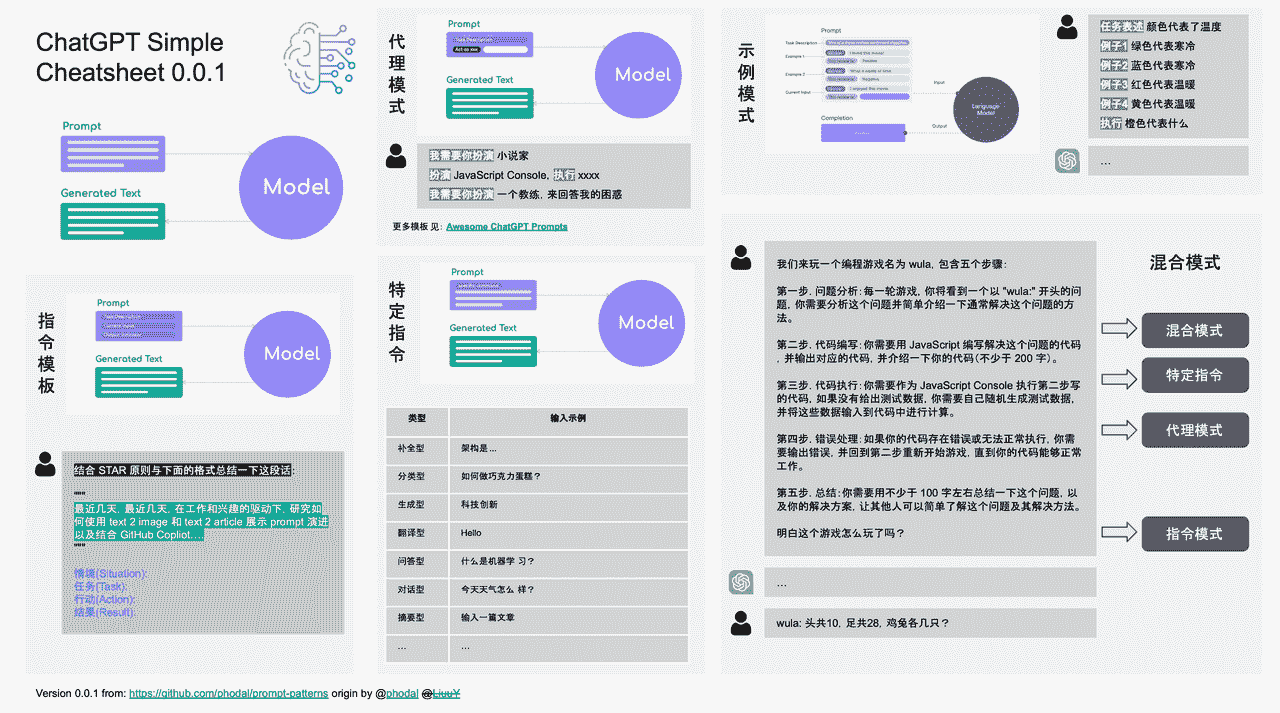 ChatGPT Simple
Cheatsheet 0.0.1
Prompt
Generated Text
Model
指令模板
Prompt
Generated Text
Model
结合 STAR 原则与下面的格式总结一下这段话:
"""
最近几天, 最近几天, 在工作和兴趣的驱动下, 研究如
何使用 text 2 image 和 text 2 article 展示 prompt 演进
以及结合 GitHub Copliot....
"""
情境(Situation):
任务(Task):
行动(Action):
结果(Result):
代理模式
Prompt
Act as xxx
Generated Text
Model
我需要你扮演 小说家
扮演 JavaScript Console, 执行 xxxx
我需要你扮演 一个教练, 来回答我的困惑
更多模板 见: Awesome ChatGPT Prompts
特定指令
Prompt
Generated Text
Model
类型 输入示例
补全型 架构是 ...
分类型 如何做巧克力蛋糕？
生成型 科技创新
翻译型 Hello
问答型 什么是机器学 习？
对话型 今天天气怎么 样？
摘要型 输入一篇文章
... ...
示例模式
Prompt
Task Description
Example 1
Example 2
Current Input
Input
Language
Model
Completion
Output
任务表述 颜色代表了温度
例子1 绿色代表寒冷
例子2 蓝色代表寒冷
例子3 红色代表温暖
例子4 黄色代表温暖
执行 橙色代表什么
...
混合模式
我们来玩一个编程游戏名为 wula, 包含五个步骤:
第一步. 问题分析: 每一轮游戏, 你将看到一个以 "wula:" 开头的问
题, 你需要分析这个问题并简单介绍一下通常解决这个问题的方
法。
第二步. 代码编写: 你需要用 JavaScript 编写解决这个问题的代码
, 并输出对应的代码, 并介绍一下你的代码（不少于 200 字）。
第三步. 代码执行: 你需要作为 JavaScript Console 执行第二步写
的代码, 如果没有给出测试数据, 你需要自己随机生成测试数据,
并将这些数据输入到代码中进行计算。
第四步. 错误处理: 如果你的代码存在错误或无法正常执行, 你需
要输出错误, 并回到第二步重新开始游戏, 直到你的代码能够正常
工作。
第五步. 总结: 你需要用不少于 100 字左右总结一下这个问题, 以
及你的解决方案, 让其他人可以简单了解这个问题及其解决方法。
明白这个游戏怎么玩了吗？
混合模式
特定指令
代理模式
指令模式
...
wula: 头共10, 足共28, 鸡兔各几只？
Version 0.0.1 from: https://github.com/phodal/prompt-patterns origin by @phodal @LiuuY